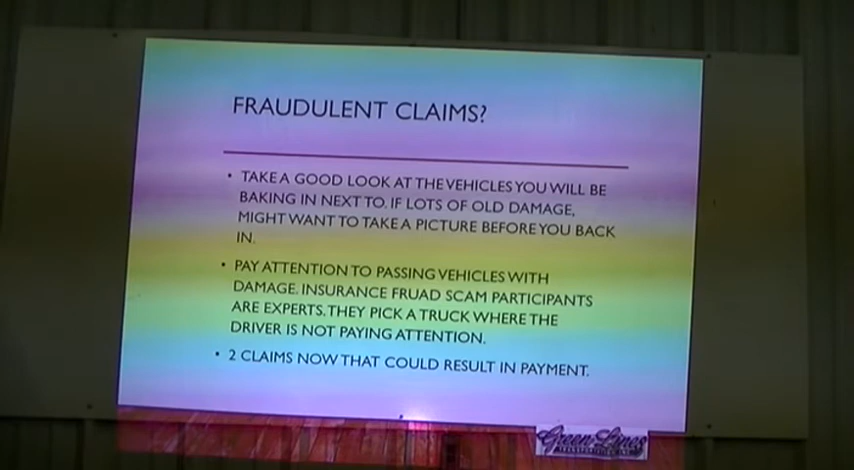 FRAUDULENT CLAIMS?
• TAKE A GOOD LOOK AT THE VEHICLES YOU WILL BE
BAKING IN NEXT TO. IF LOTS OF OLD DAMAGE,
MIGHT WANT TO TAKE A PICTURE BEFORE YOU BACK
IN.
• PAY ATTENTION TO PASSING VEHICLES WITH
DAMAGE. INSURANCE FRUAD SCAM PARTICIPANTS
ARE EXPERTS. THEY PICK A TRUCK WHERE THE
DRIVER IS NOT PAYING ATTENTION.
• 2 CLAIMS NOW THAT COULD RESULT IN PAYMENT.
Green Lines
TRANSPORTATION, INC.